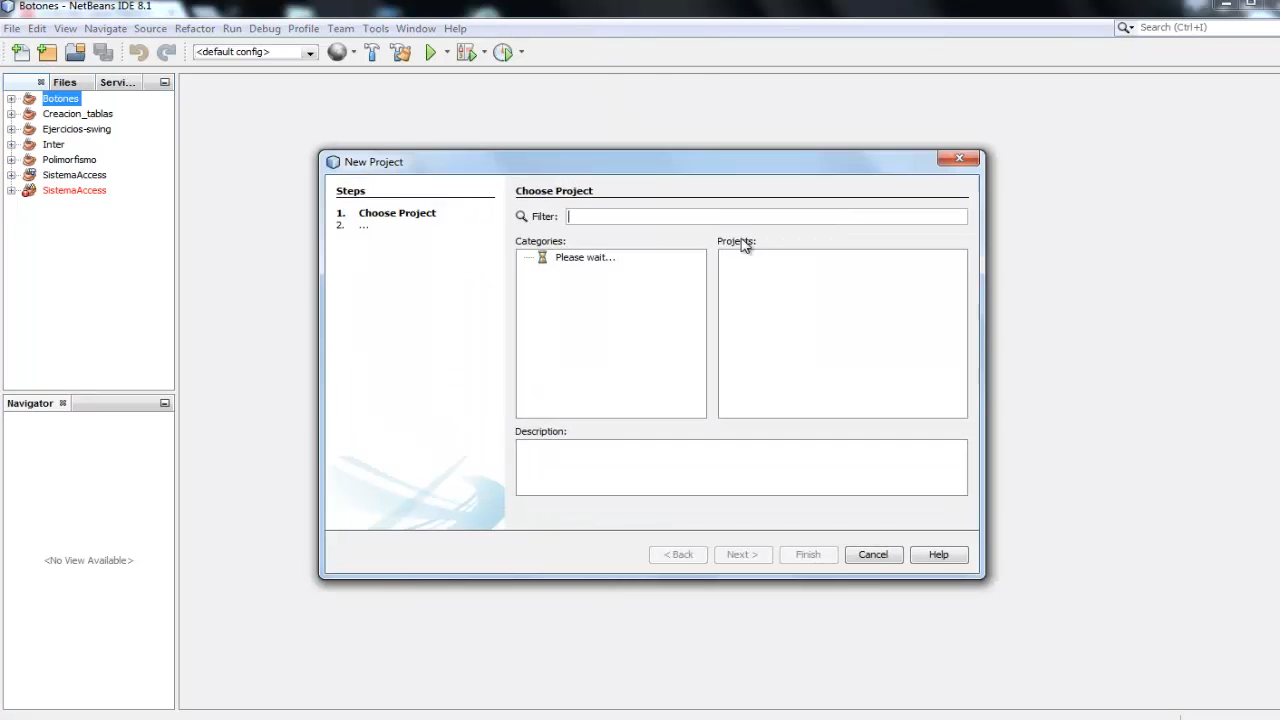 Botones - NetBeans IDE 8.1
File Edit View Navigate Source Refactor Run Debug Profile Team Tools Window Help
Search (Ctrl+I)
<default config>
Files Servi...
Botones
Creacion_tablas
Ejercicios-swing
Inter
Polimorfismo
SistemaAccess
SistemaAccess
Navigator
<No View Available>
New Project
Steps
1. Choose Project
2. ...
Choose Project
Filter:
Categories:
Projects:
Please wait...
Description:
< Back Next > Finish Cancel Help